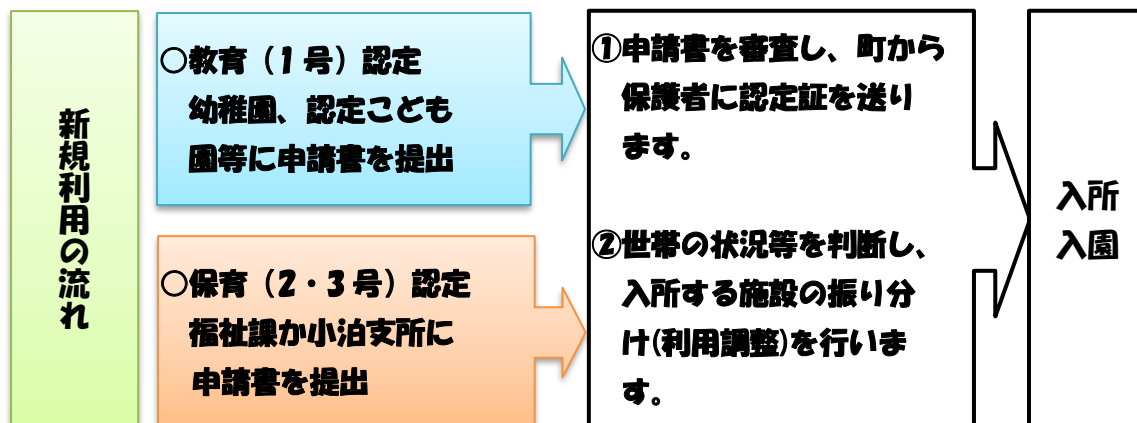 新規利用の流れ
○教育（1号）認定
幼稚園、認定こども
園等に申請書を提出
○保育（2・3号）認定
福祉課か小泊支所に
申請書を提出
①申請書を審査し、町から
保護者に認定証を送り
ます。
②世帯の状況等を判断し、
入所する施設の振り分
け(利用調整)を行いま
す。
入所
入園